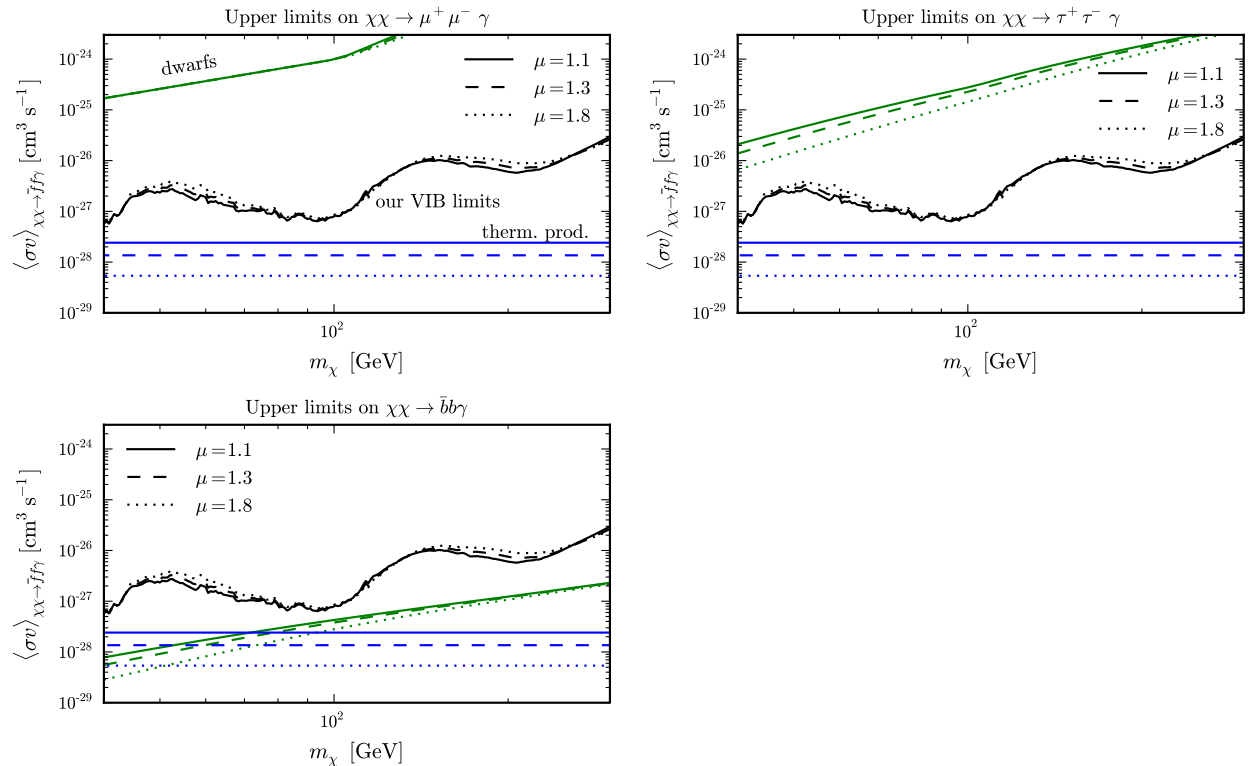 Upper limits on χχ → μ⁺ μ⁻ γ
⟨σv⟩χχ→f̄fγ [cm³ s⁻¹]
10⁻²⁴
10⁻²⁵
10⁻²⁶
10⁻²⁷
10⁻²⁸
10⁻²⁹
dwarfs
μ=1.1
μ=1.3
μ=1.8
our VIB limits
therm. prod.
10²
mχ [GeV]
Upper limits on χχ → τ⁺ τ⁻ γ
⟨σv⟩χχ→f̄fγ [cm³ s⁻¹]
10⁻²⁴
10⁻²⁵
10⁻²⁶
10⁻²⁷
10⁻²⁸
10⁻²⁹
μ=1.1
μ=1.3
μ=1.8
10²
mχ [GeV]
Upper limits on χχ → b̄bγ
⟨σv⟩χχ→f̄fγ [cm³ s⁻¹]
10⁻²⁴
10⁻²⁵
10⁻²⁶
10⁻²⁷
10⁻²⁸
10⁻²⁹
μ=1.1
μ=1.3
μ=1.8
10²
mχ [GeV]